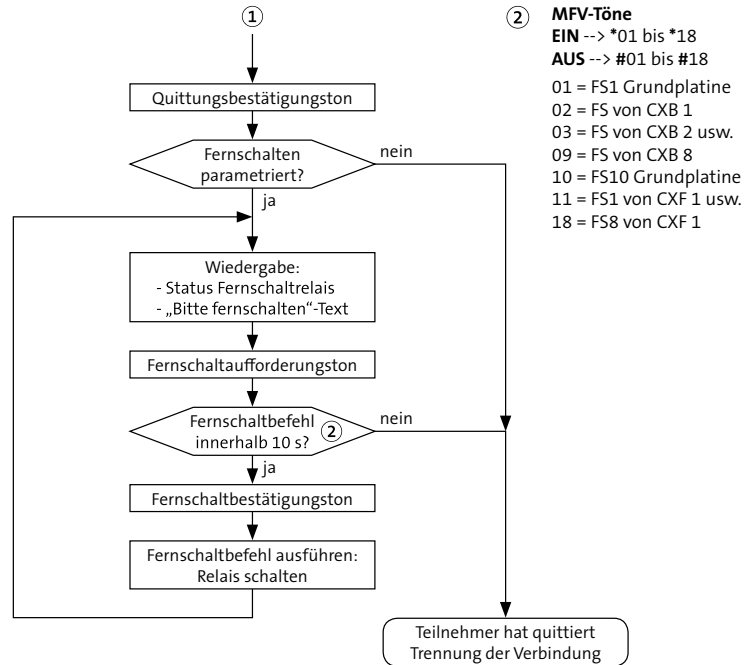 1
Quittungsbestätigungston
Fernschalten
parametriert?
nein
ja
Wiedergabe:
- Status Fernschaltrelais
- „Bitte fernschalten“-Text
Fernschaltaufforderungston
Fernschaltbefehl
innerhalb 10 s?
2
nein
ja
Fernschaltbestätigungston
Fernschaltbefehl ausführen:
Relais schalten
Teilnehmer hat quittiert
Trennung der Verbindung
2
MFV-Töne
EIN --> *01 bis *18
AUS --> #01 bis #18
01 = FS1 Grundplatine
02 = FS von CXB 1
03 = FS von CXB 2 usw.
09 = FS von CXB 8
10 = FS10 Grundplatine
11 = FS1 von CXF 1 usw.
18 = FS8 von CXF 1